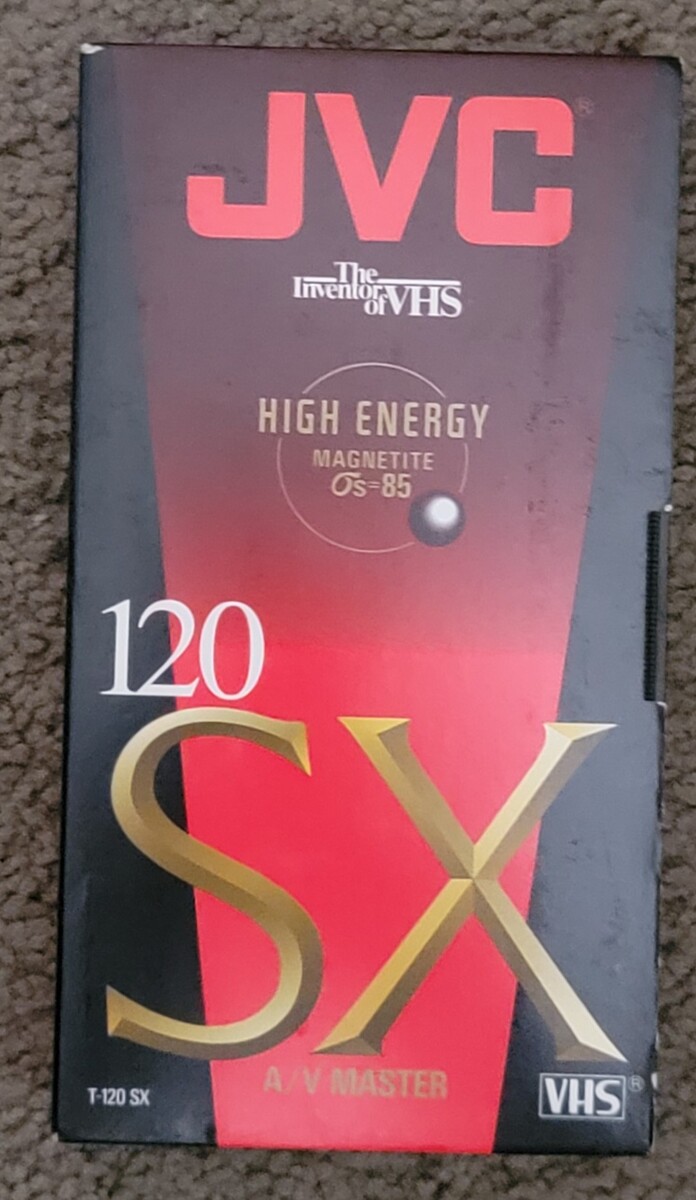 JVC®
The
Inventor
of VHS
HIGH ENERGY
MAGNETITE
σs=85
120
SX
A/V MASTER
T-120 SX
VHS®